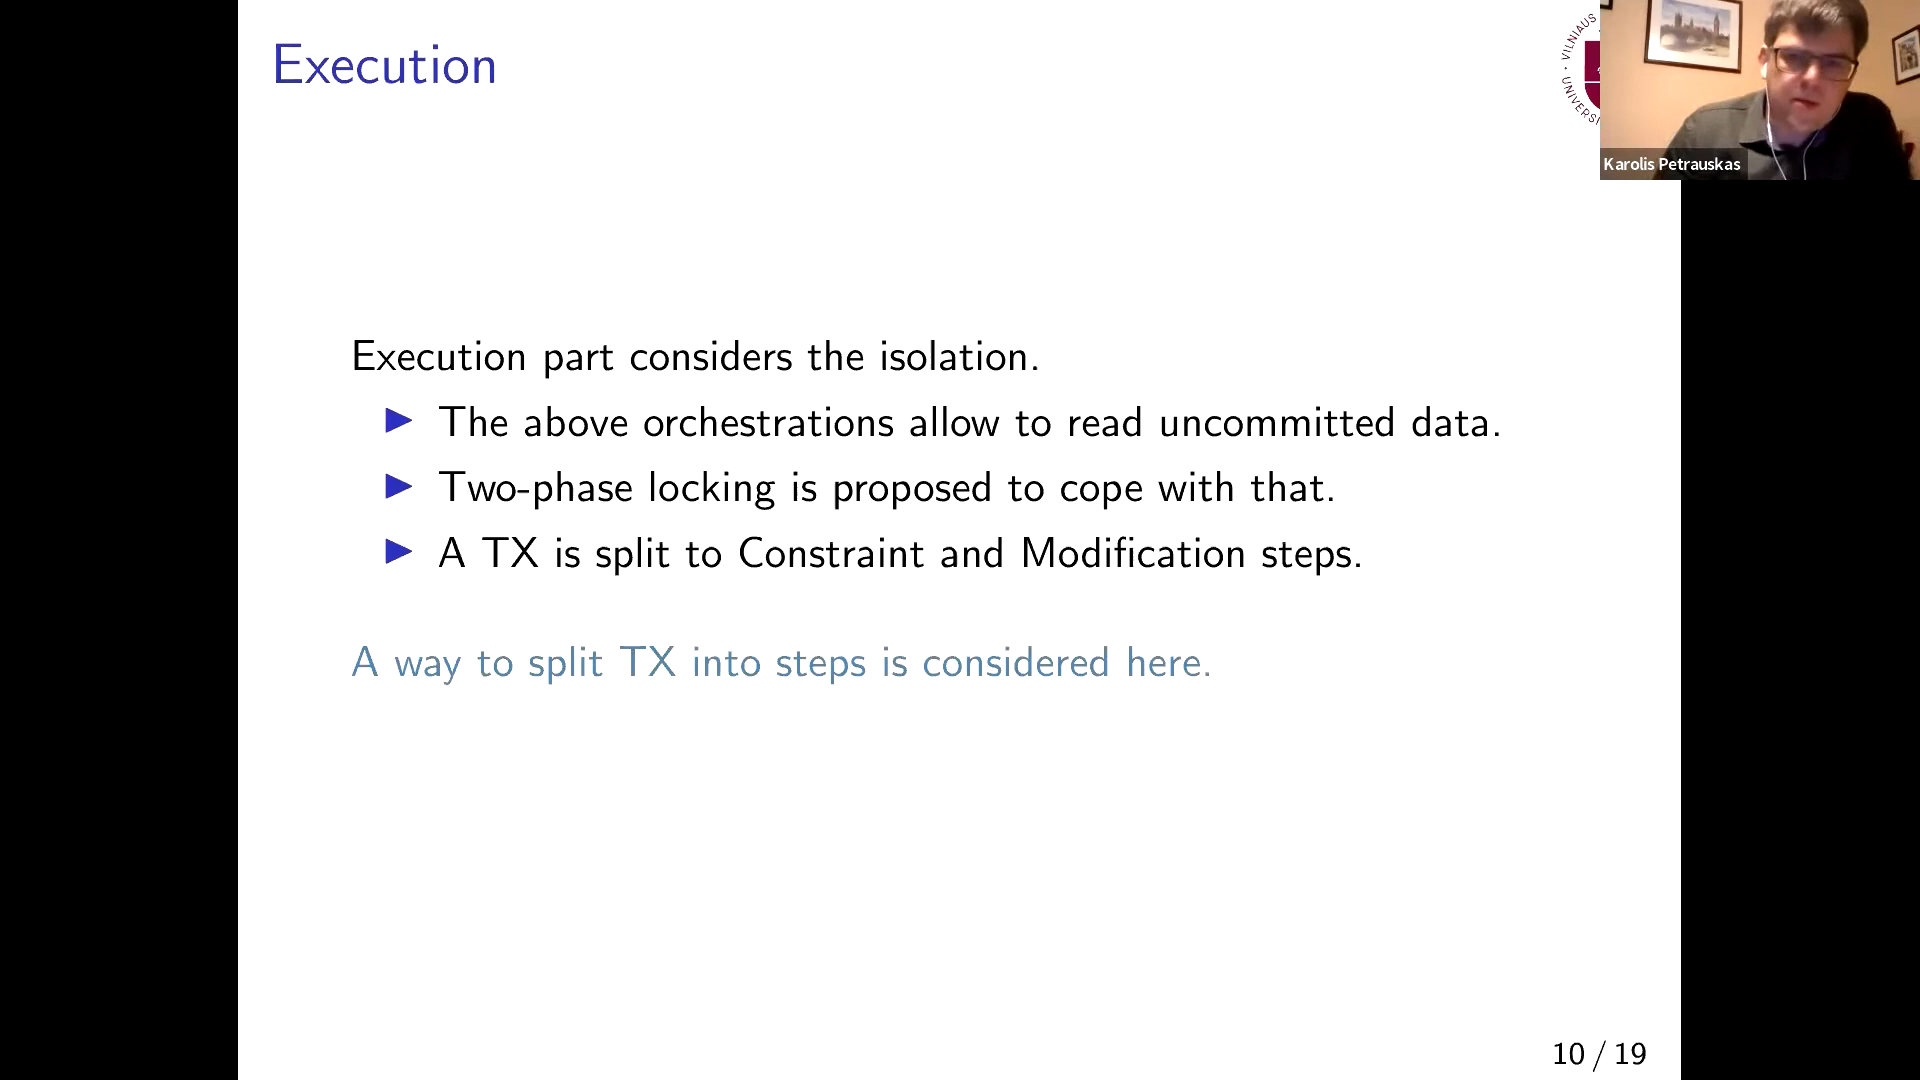 Execution
VILNIAUS
UNIVERSI
Karolis Petrauskas
Execution part considers the isolation.
The above orchestrations allow to read uncommitted data.
Two-phase locking is proposed to cope with that.
A TX is split to Constraint and Modification steps.
A way to split TX into steps is considered here.
10 / 19